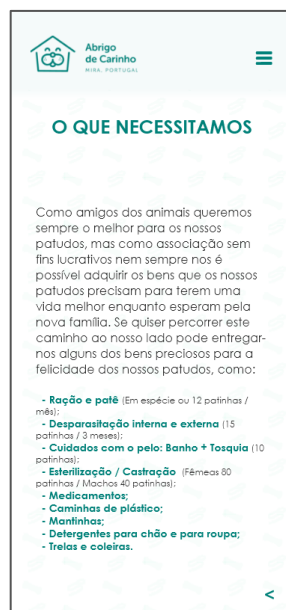 Abrigo
de Carinho
MIRA, PORTUGAL
O QUE NECESSITAMOS
Como amigos dos animais queremos
sempre o melhor para os nossos
patudos, mas como associação sem
fins lucrativos nem sempre nos é
possível adquirir os bens que os nossos
patudos precisam para terem uma
vida melhor enquanto esperam pela
nova família. Se quiser percorrer este
caminho ao nosso lado pode entregar-
nos alguns dos bens preciosos para a
felicidade dos nossos patudos, como:
- Ração e patê (Em espécie ou 12 patinhas /
mês);
- Desparasitação interna e externa (15
patinhas / 3 meses);
- Cuidados com o pelo: Banho + Tosquia (10
patinhas);
- Esterilização / Castração (Fêmeas 80
patinhas / Machos 40 patinhas);
- Medicamentos;
- Caminhas de plástico;
- Mantinhas;
- Detergentes para chão e para roupa;
- Trelas e coleiras.
<